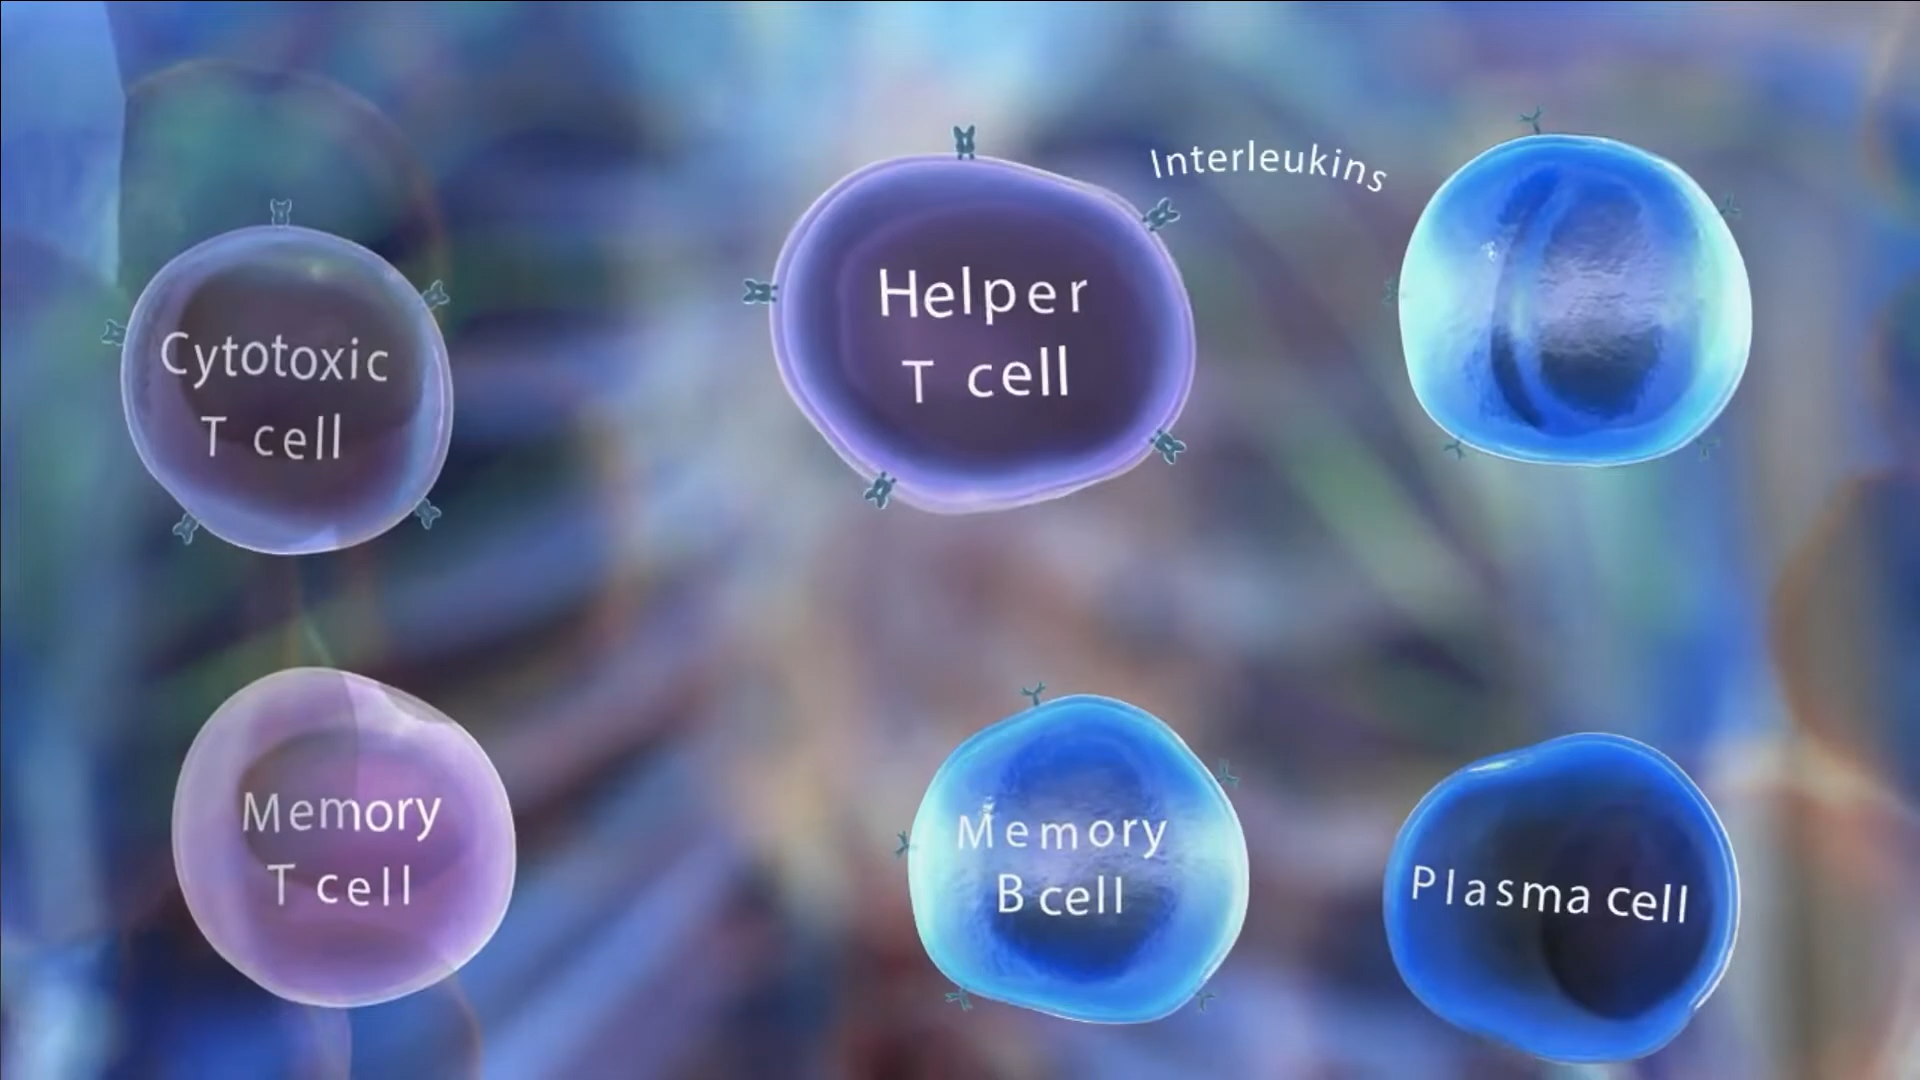 Interleukins
Helper
T cell
Cytotoxic
T cell
Memory
T cell
Memory
B cell
Plasma cell